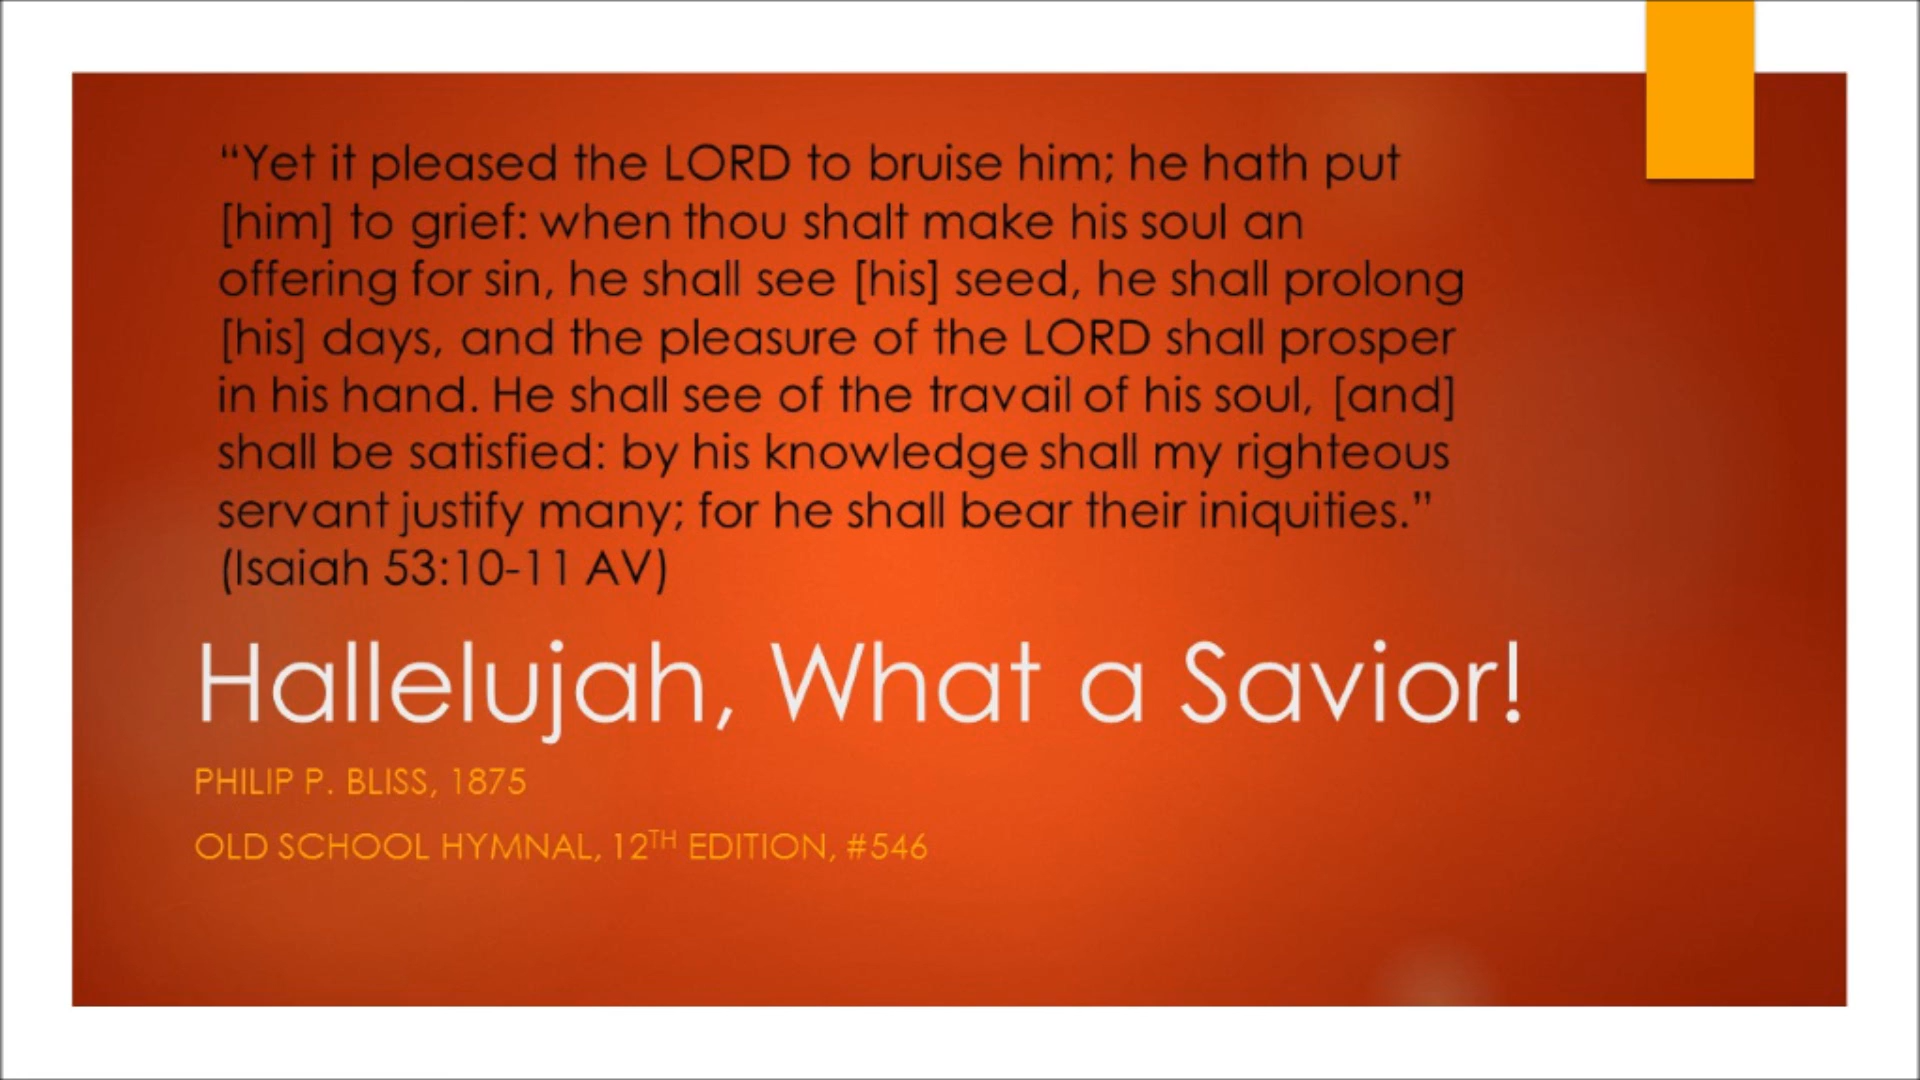 “Yet it pleased the LORD to bruise him; he hath put
[him] to grief: when thou shalt make his soul an
offering for sin, he shall see [his] seed, he shall prolong
[his] days, and the pleasure of the LORD shall prosper
in his hand. He shall see of the travail of his soul, [and]
shall be satisfied: by his knowledge shall my righteous
servant justify many; for he shall bear their iniquities.”
(Isaiah 53:10-11 AV)
Hallelujah, What a Savior!
PHILIP P. BLISS, 1875
OLD SCHOOL HYMNAL, 12TH EDITION, #546